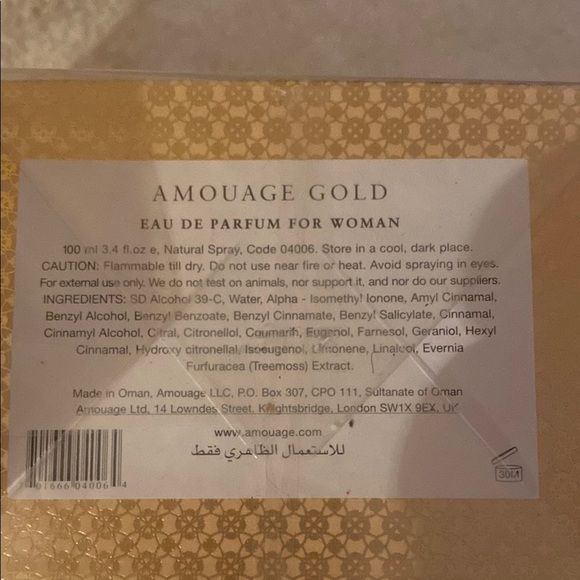 AMOUAGE GOLD
EAU DE PARFUM FOR WOMAN
100 ml 3.4 fl.oz e, Natural Spray, Code 04006. Store in a cool, dark place.
CAUTION: Flammable till dry. Do not use near fire or heat. Avoid spraying in eyes.
For external use only. We do not test on animals, nor support it, and nor do our suppliers.
INGREDIENTS: SD Alcohol 39-C, Water, Alpha - Isomethyl Ionone, Amyl Cinnamal,
Benzyl Alcohol, Benzyl Benzoate, Benzyl Cinnamate, Benzyl Salicylate, Cinnamal,
Cinnamyl Alcohol, Citral, Citronellol, Coumarin, Eugenol, Farnesol, Geraniol, Hexyl
Cinnamal, Hydroxy citronellal, Isoeugenol, Limonene, Linalool, Evernia
Furfuracea (Treemoss) Extract.
Made in Oman, Amouage LLC, P.O. Box 307, CPO 111, Sultanate of Oman
Amouage Ltd, 14 Lowndes Street, Knightsbridge, London SW1X 9EX, UK
www.amouage.com
للاستعمال الظاهري فقط
01666 04006 4
30M